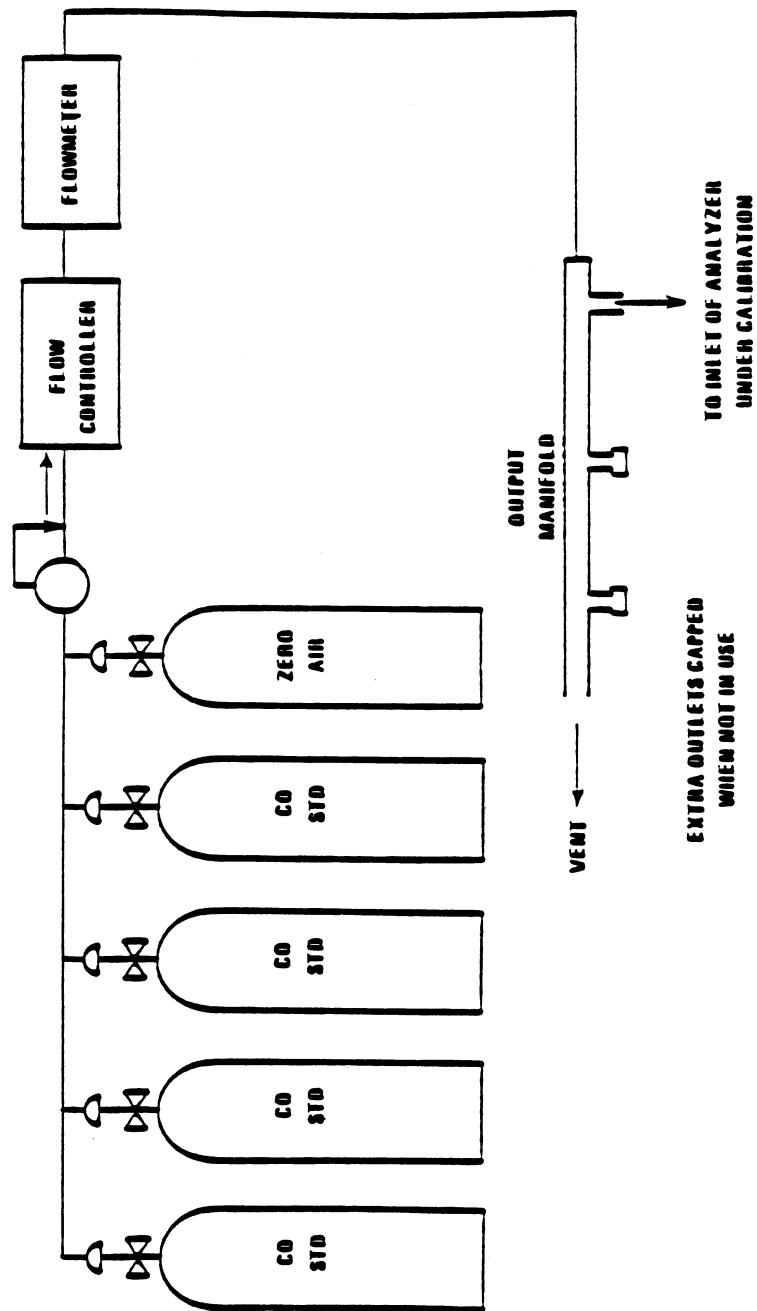 FLOWMETER
FLOW
CONTROLLER
OUTPUT
MANIFOLD
TO INLET OF ANALYZER
UNDER CALIBRATION
ZERO
AIR
CO
STD
CO
STD
CO
STD
CO
STD
VENT
EXTRA OUTLETS CAPPED
WHEN NOT IN USE